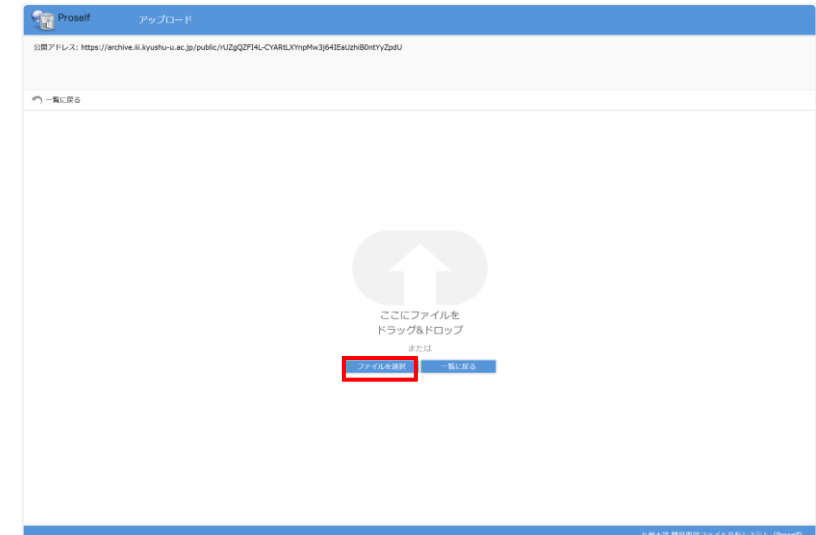 Proself
アップロード
公開アドレス: https://archive.iii.kyushu-u.ac.jp/public/rUZgQZFI4L-CYARtLXYnpMw3j64IEaUzhiB0ntYyZpdU
一覧に戻る
ここにファイルを
ドラッグ&ドロップ
または
ファイルを選択
一覧に戻る